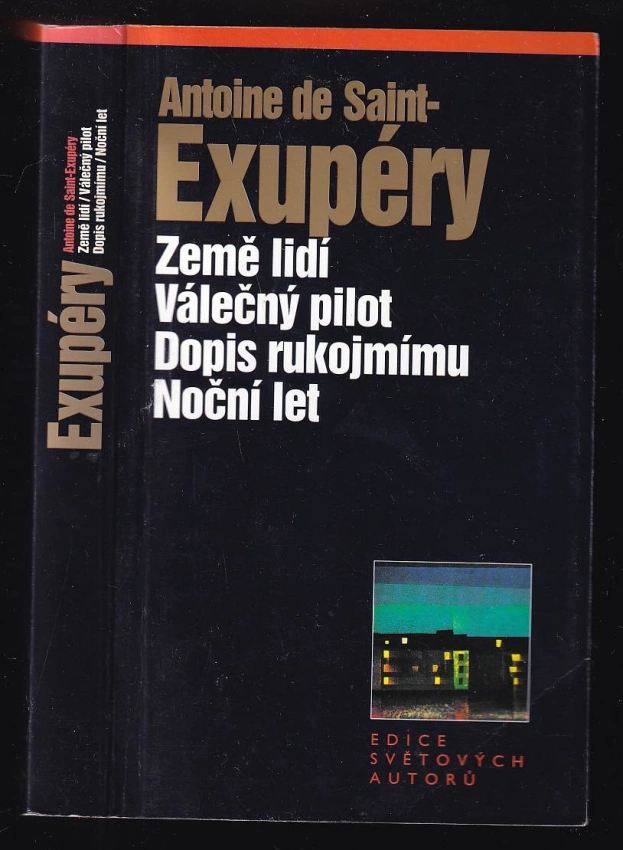 Antoine de Saint-
Exupéry
Země lidí
Válečný pilot
Dopis rukojmímu
Noční let
EDICE
SVĚTOVÝCH
AUTORŮ
Exupéry
Antoine de Saint-Exupéry
Země lidí / Válečný pilot
Dopis rukojmímu / Noční let